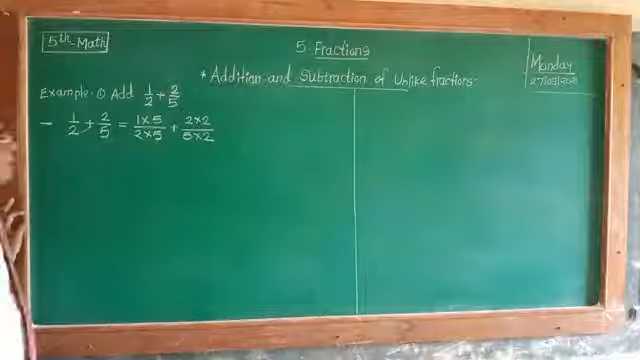 5th Math
5. Fractions
Monday
* Addition and Subtraction of Unlike fractions:
Example. ① Add 1/2 + 2/5
- 1/2 + 2/5 = 1×5/2×5 + 2×2/5×2